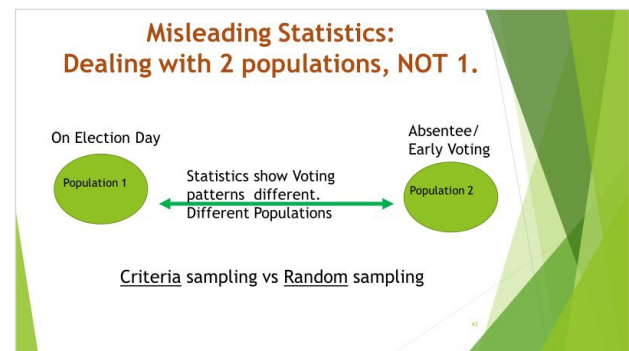 Misleading Statistics:
Dealing with 2 populations, NOT 1.
On Election Day
Absentee/
Early Voting
Population 1
Statistics show Voting
patterns different.
Different Populations
Population 2
Criteria sampling vs Random sampling